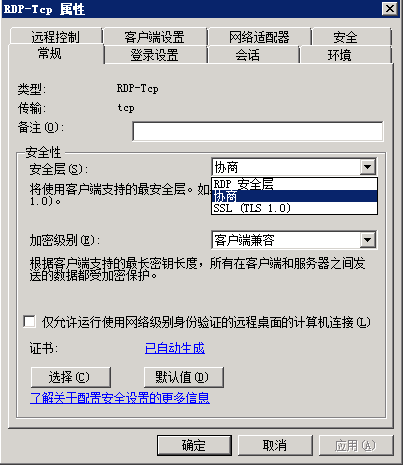 RDP-Tcp 属性
远程控制 客户端设置 网络适配器 安全
常规 登录设置 会话 环境
类型: RDP-Tcp
传输: tcp
备注(O):
安全性
安全层(S): 协商
RDP 安全层
将使用客户端支持的最安全层。如
协商
1.0)。
SSL (TLS 1.0)
加密级别(E): 客户端兼容
根据客户端支持的最长密钥长度，所有在客户端和服务器之间发
送的数据都受加密保护。
仅允许运行使用网络级别身份验证的远程桌面的计算机连接(L)
证书: 已自动生成
选择(C) 默认值(D)
了解关于配置安全设置的更多信息
确定 取消 应用(A)